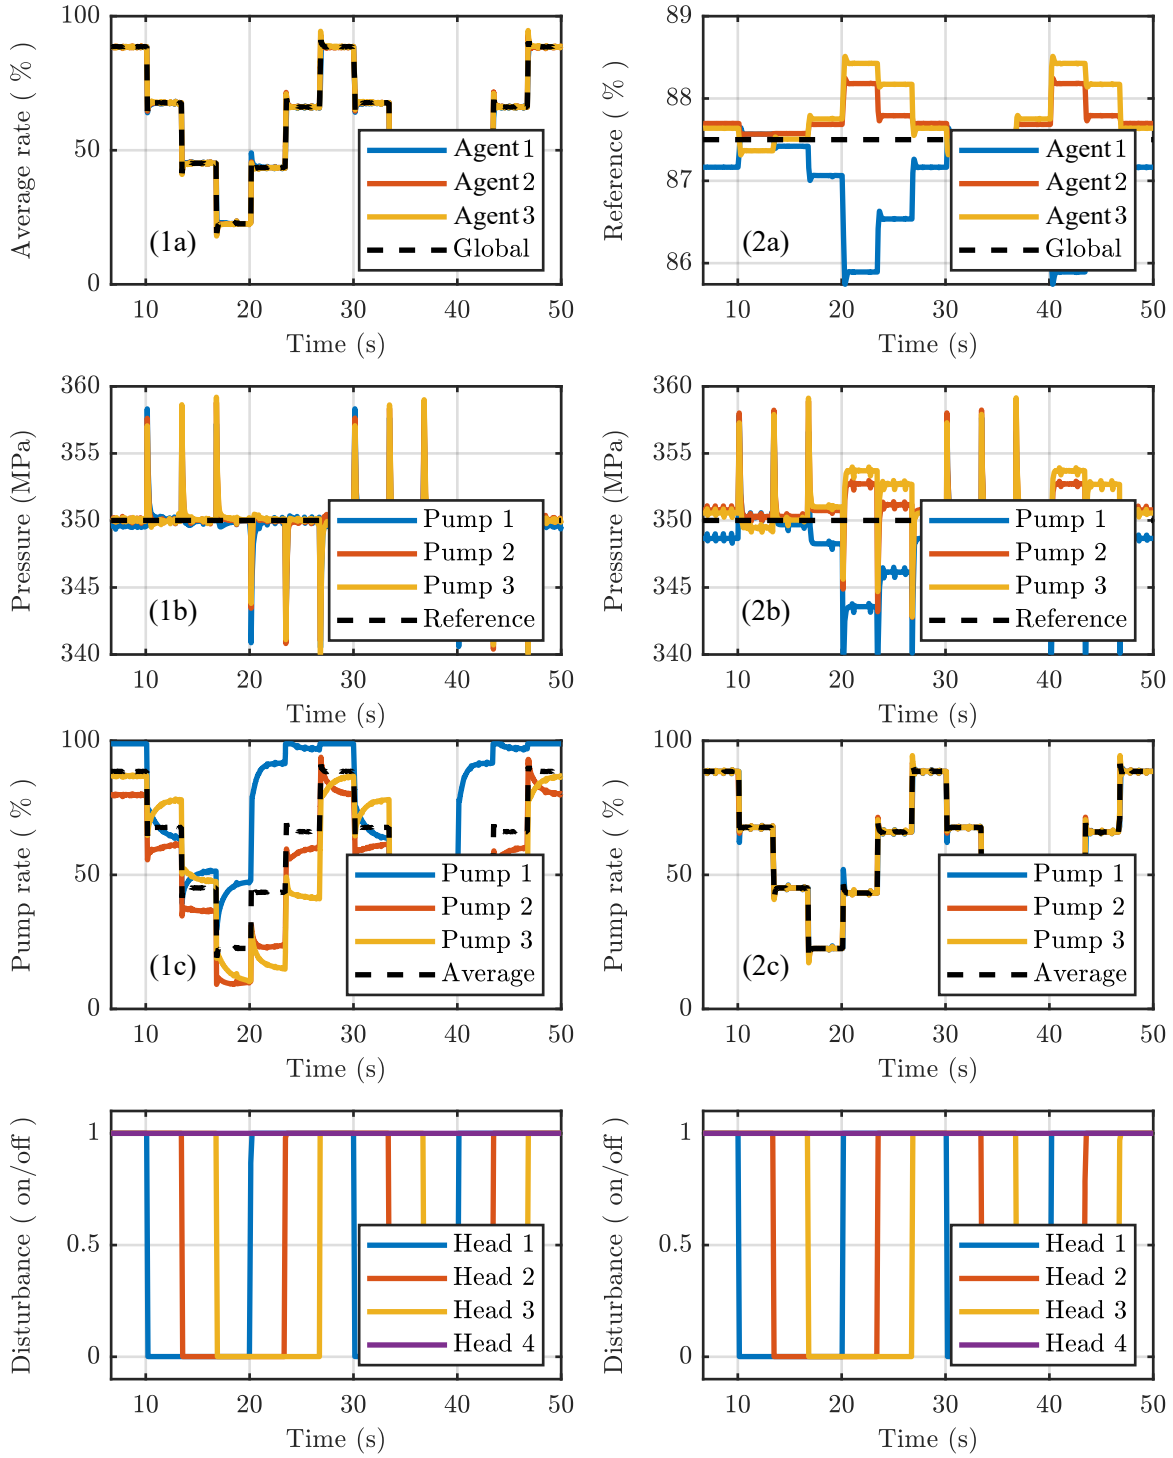 100
50
0
Average rate ( % )
(1a)
Agent 1
Agent 2
Agent 3
Global
10 20 30 40 50
Time (s)
89
88
87
86
Reference ( % )
(2a)
Agent 1
Agent 2
Agent 3
Global
10 20 30 40 50
Time (s)
360
355
350
345
340
Pressure (MPa)
(1b)
Pump 1
Pump 2
Pump 3
Reference
10 20 30 40 50
Time (s)
360
355
350
345
340
Pressure (MPa)
(2b)
Pump 1
Pump 2
Pump 3
Reference
10 20 30 40 50
Time (s)
100
50
0
Pump rate ( % )
(1c)
Pump 1
Pump 2
Pump 3
Average
10 20 30 40 50
Time (s)
100
50
0
Pump rate ( % )
(2c)
Pump 1
Pump 2
Pump 3
Average
10 20 30 40 50
Time (s)
1
0.5
0
Disturbance ( on/off )
Head 1
Head 2
Head 3
Head 4
10 20 30 40 50
Time (s)
1
0.5
0
Disturbance ( on/off )
Head 1
Head 2
Head 3
Head 4
10 20 30 40 50
Time (s)